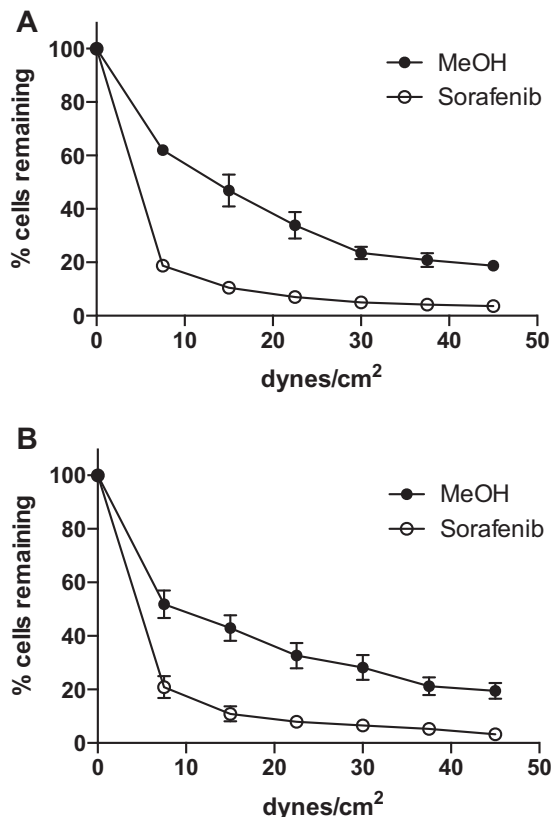 A
100
80
60
40
20
0
% cells remaining
MeOH
Sorafenib
0 10 20 30 40 50
dynes/cm²
B
100
80
60
40
20
0
% cells remaining
MeOH
Sorafenib
0 10 20 30 40 50
dynes/cm²